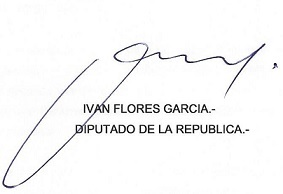 IVAN FLORES GARCIA.-
DIPUTADO DE LA REPUBLICA.-